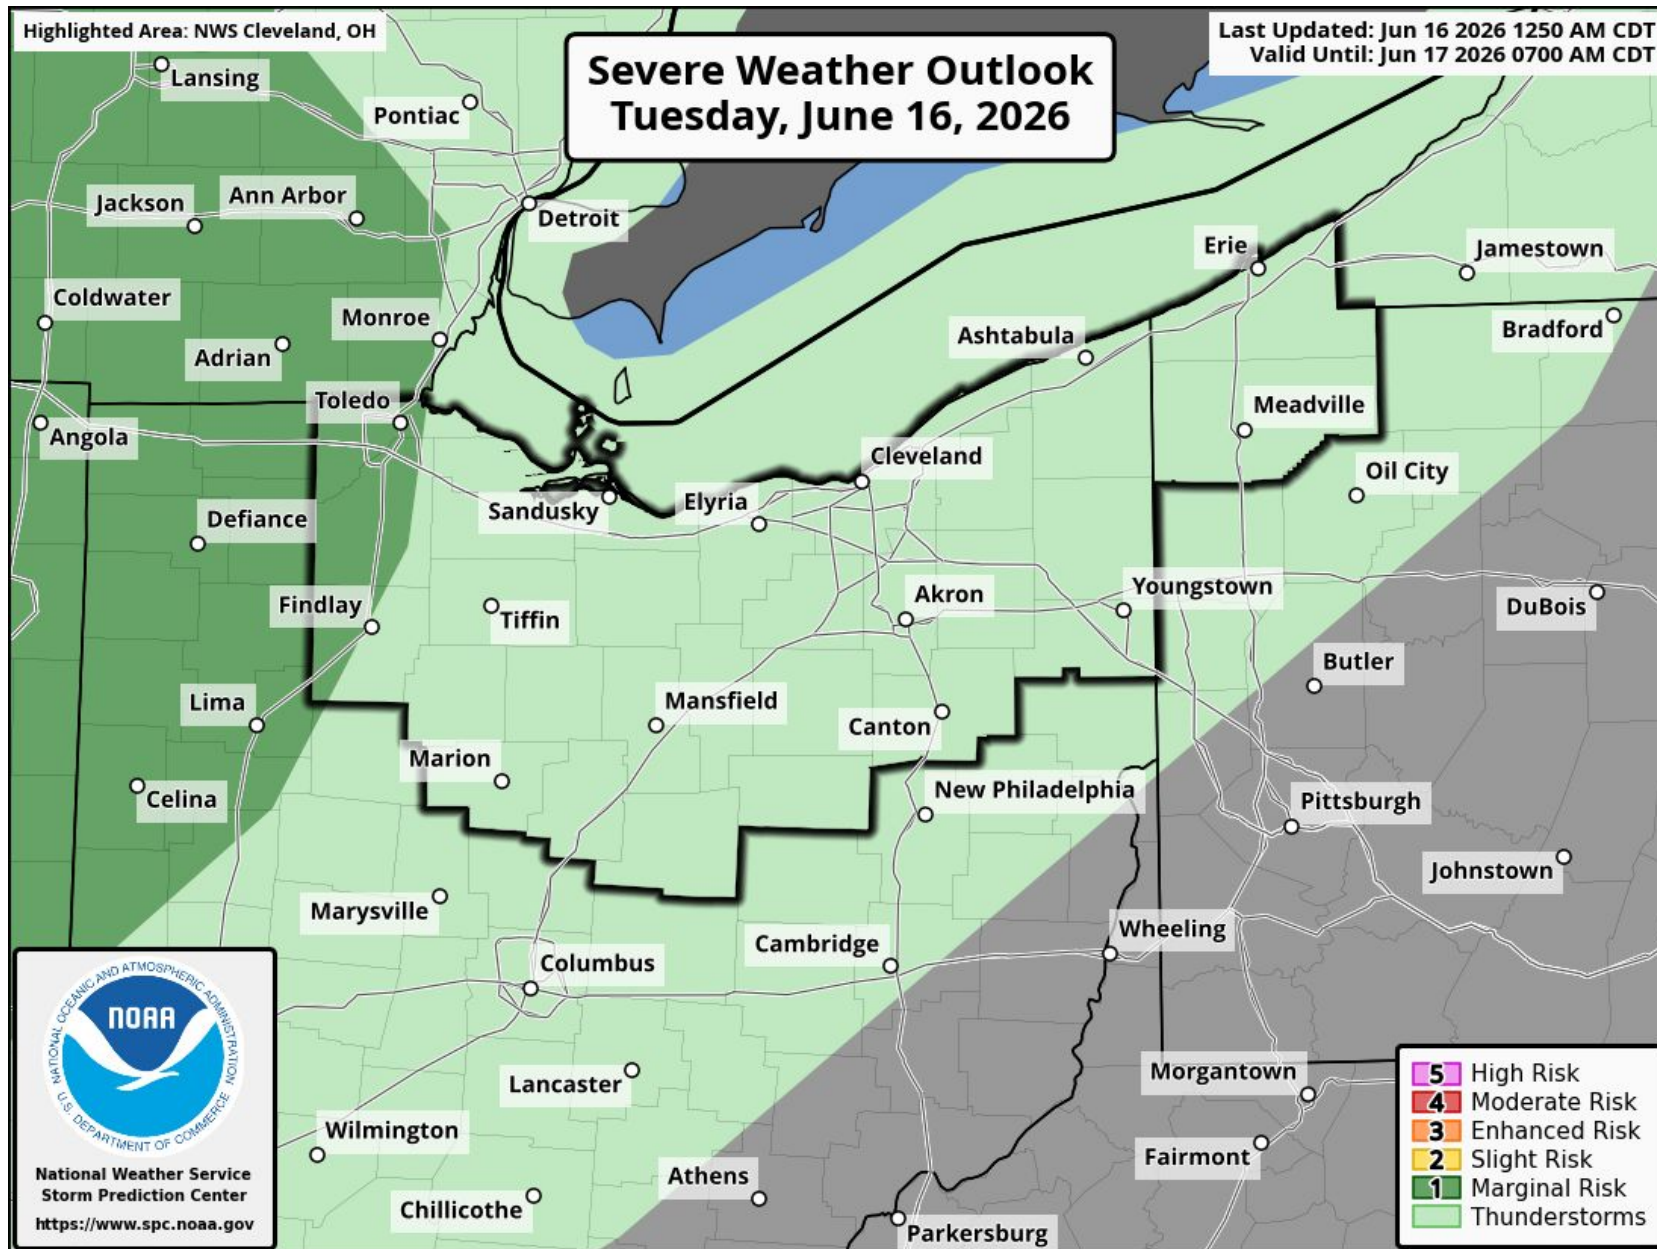 Highlighted Area: NWS Cleveland, OH
Last Updated: Jun 16 2026 1250 AM CDT
Valid Until: Jun 17 2026 0700 AM CDT
Severe Weather Outlook
Tuesday, June 16, 2026
Lansing
Pontiac
Jackson
Ann Arbor
Detroit
Erie
Jamestown
Coldwater
Monroe
Bradford
Ashtabula
Adrian
Toledo
Meadville
Angola
Cleveland
Oil City
Elyria
Sandusky
Defiance
Youngstown
Akron
Findlay
DuBois
Tiffin
Butler
Lima
Mansfield
Canton
Marion
New Philadelphia
Celina
Pittsburgh
Johnstown
Marysville
Wheeling
Cambridge
Columbus
Morgantown
Lancaster
Wilmington
Fairmont
Athens
Chillicothe
Parkersburg
NATIONAL OCEANIC AND ATMOSPHERIC ADMINISTRATION
NOAA
U.S. DEPARTMENT OF COMMERCE
National Weather Service
Storm Prediction Center
https://www.spc.noaa.gov
5 High Risk
4 Moderate Risk
3 Enhanced Risk
2 Slight Risk
1 Marginal Risk
Thunderstorms